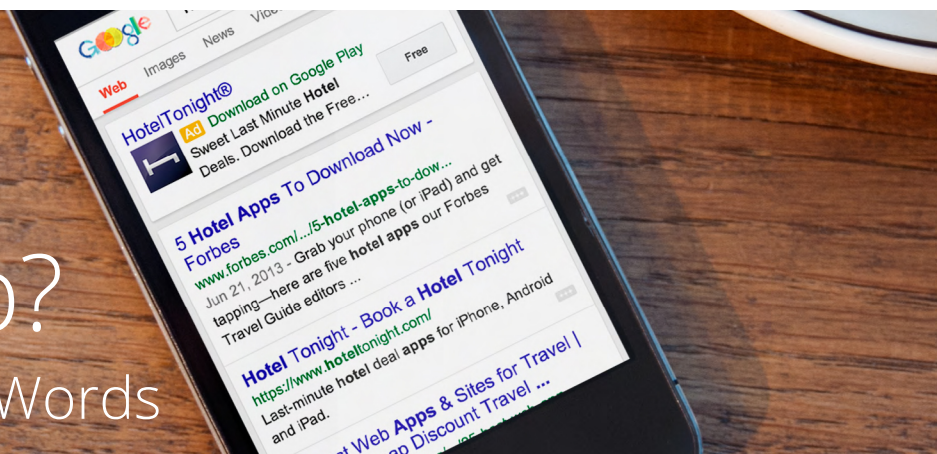 Google
Web Images News
HotelTonight®
Ad Download on Google Play
Sweet Last Minute Hotel
Deals. Download the Free...
Free
5 Hotel Apps To Download Now -
Forbes
www.forbes.com/.../5-hotel-apps-to-dow...
Jun 21, 2013 - Grab your phone (or iPad) and get
tapping—here are five hotel apps our Forbes
Travel Guide editors ...
Hotel Tonight - Book a Hotel Tonight
https://www.hoteltonight.com/
Last-minute hotel deal apps for iPhone, Android
and iPad.
Web Apps & Sites for Travel |
Discount Travel ...
?
Words